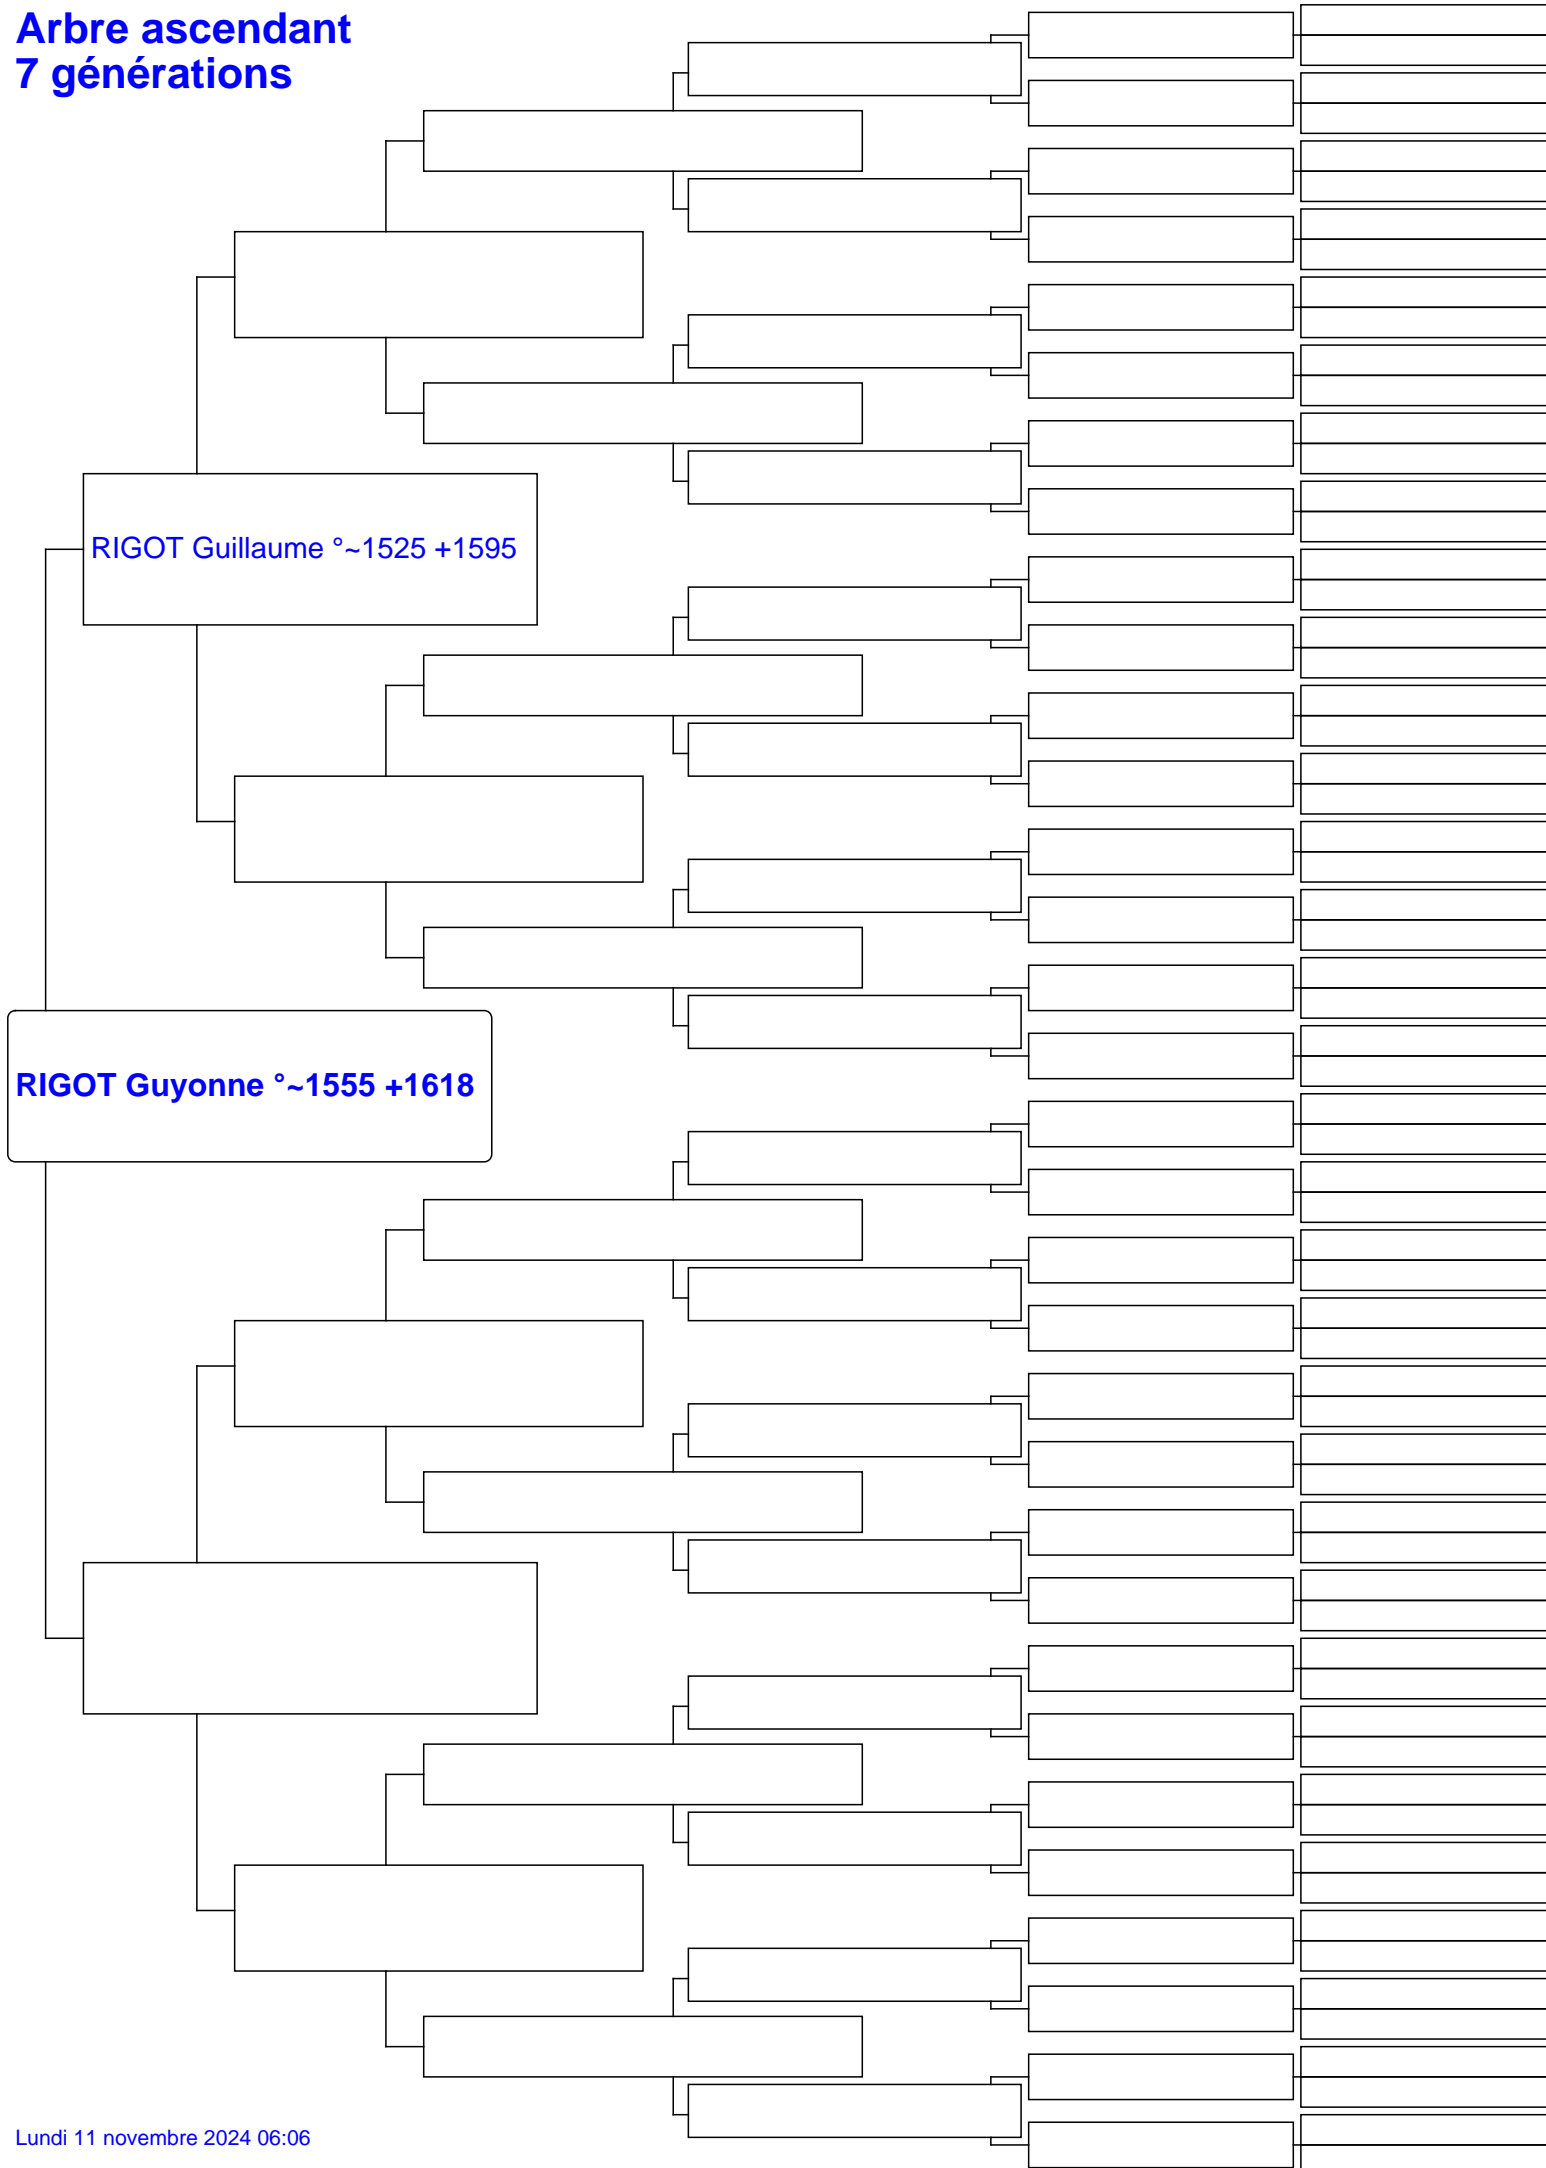 Arbre ascendant
7 générations
RIGOT Guillaume °~1525 +1595
RIGOT Guyonne °~1555 +1618
Lundi 11 novembre 2024 06:06